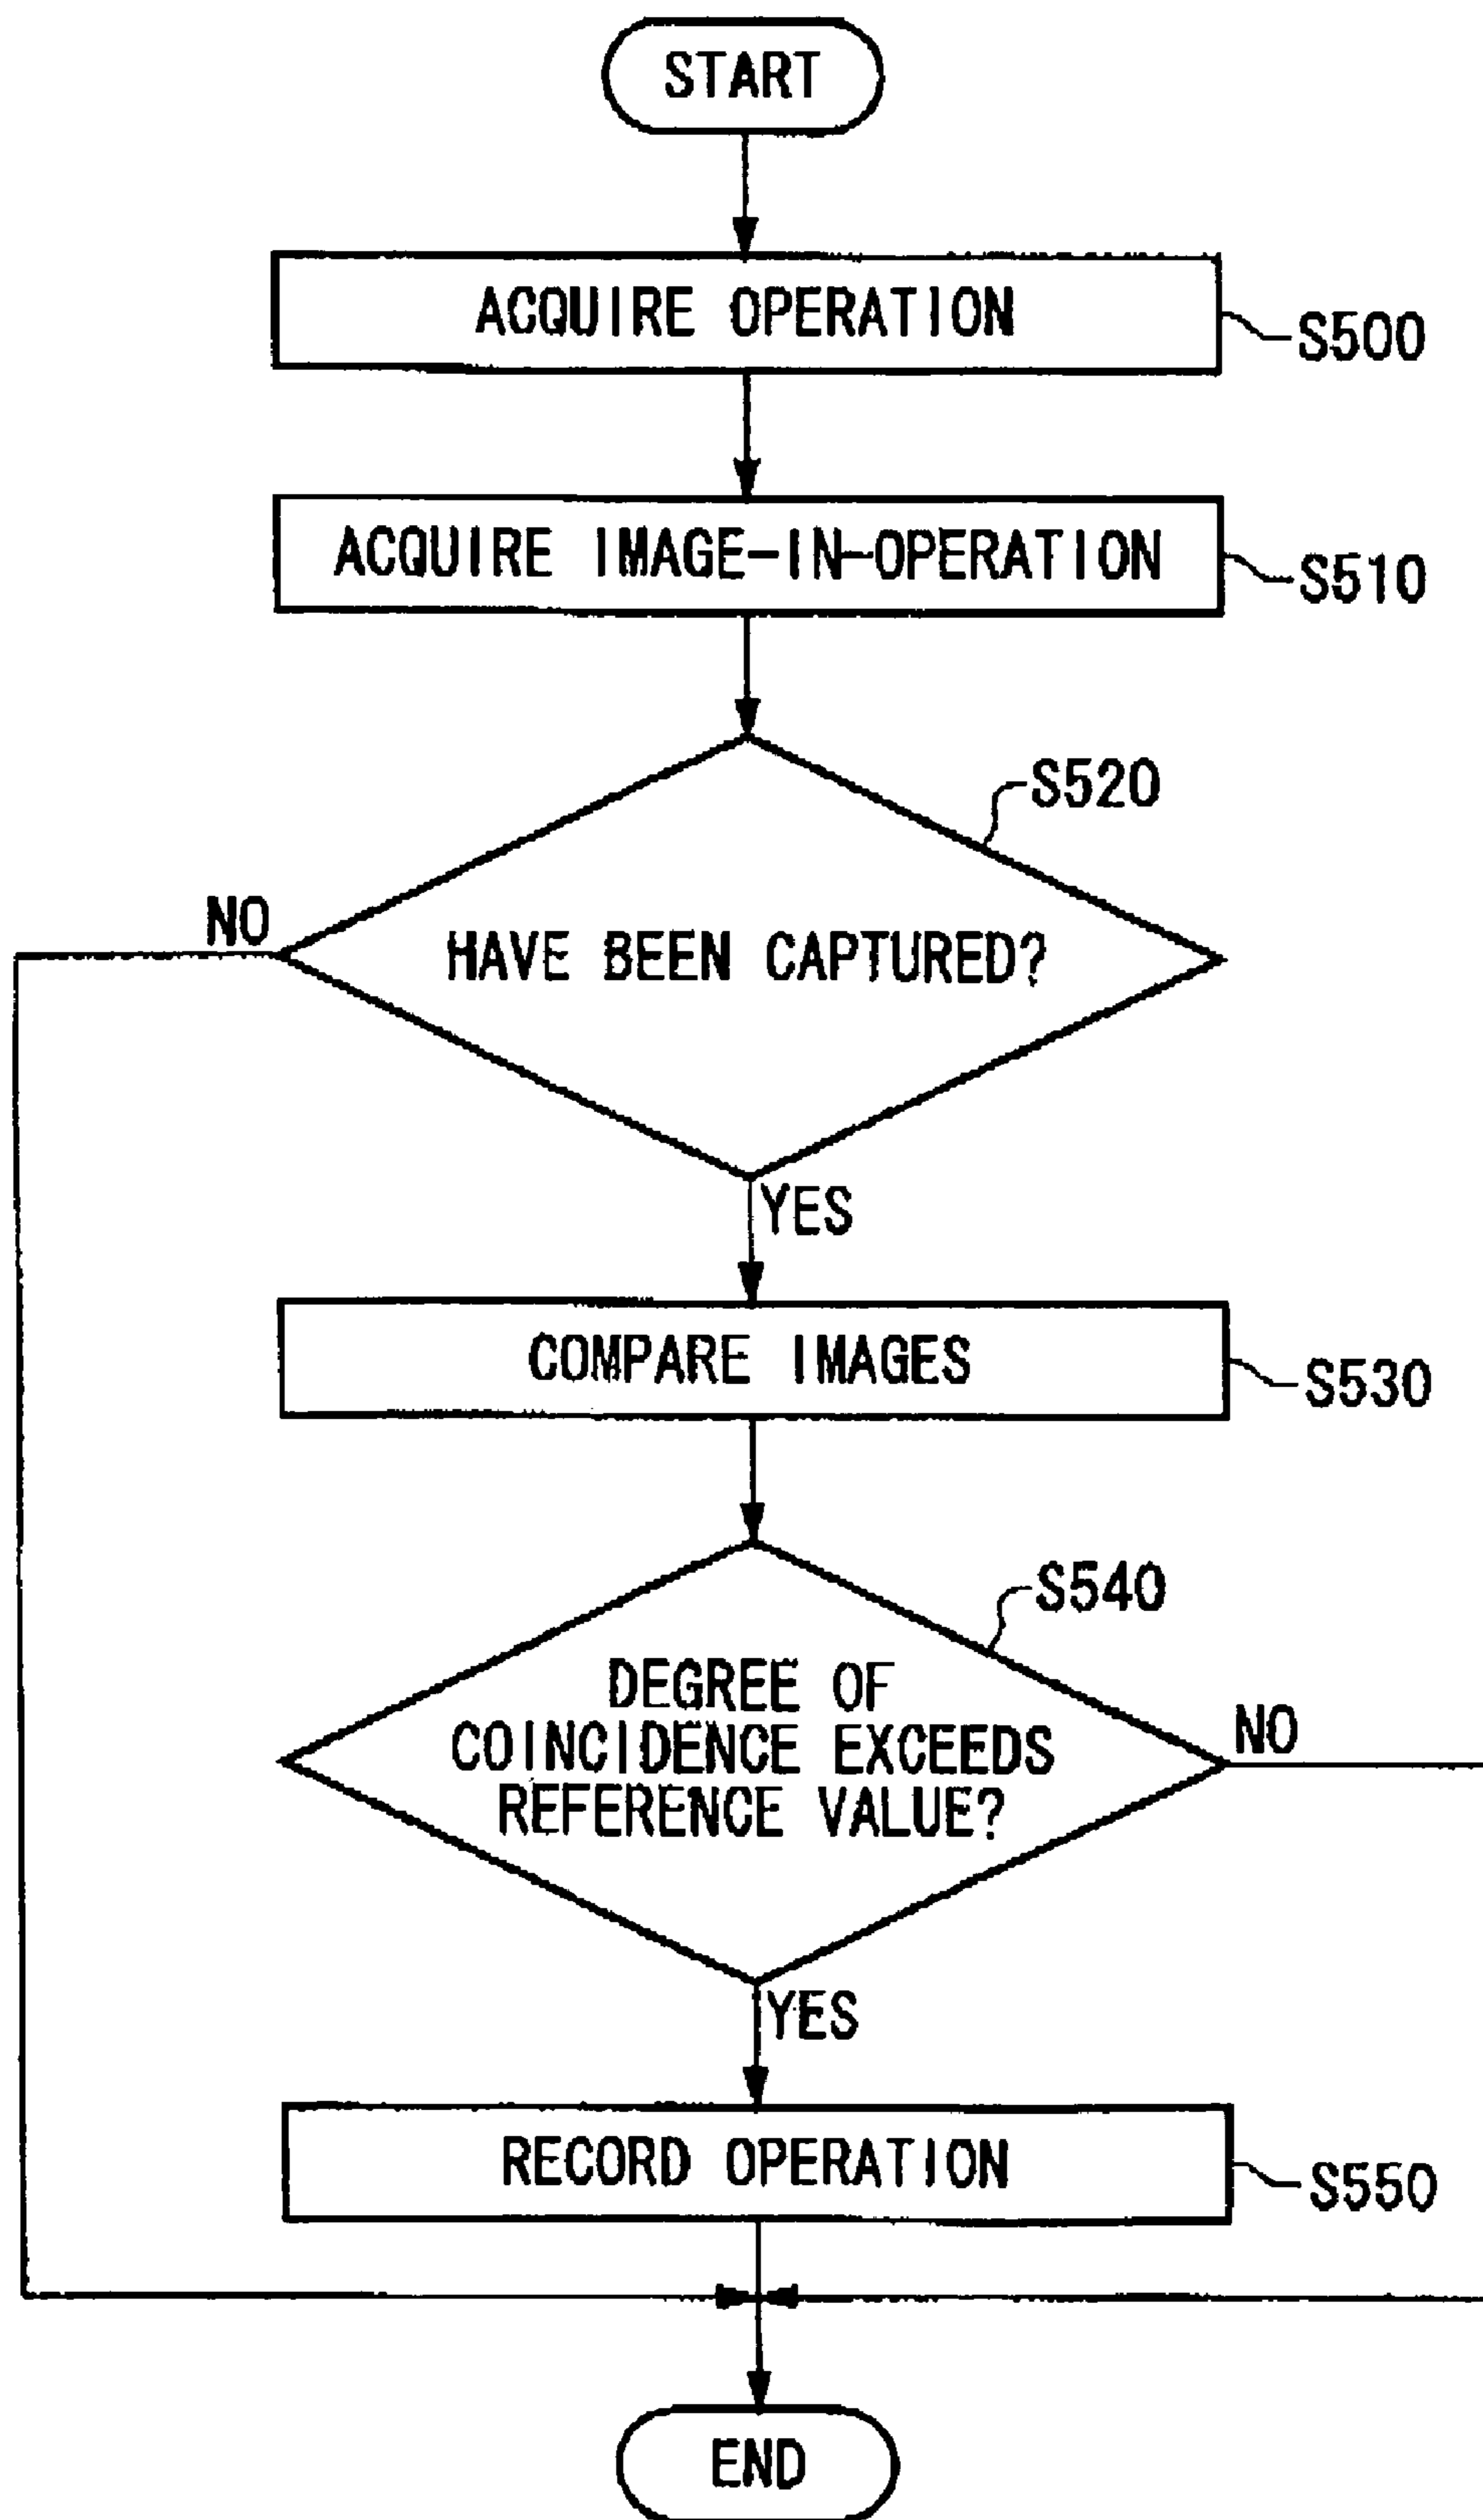 START
ACQUIRE OPERATION
S500
ACQUIRE IMAGE-IN-OPERATION
S510
S520
NO
HAVE BEEN CAPTURED?
YES
COMPARE IMAGES
S530
S540
DEGREE OF
COINCIDENCE EXCEEDS
REFERENCE VALUE?
NO
YES
RECORD OPERATION
S550
END